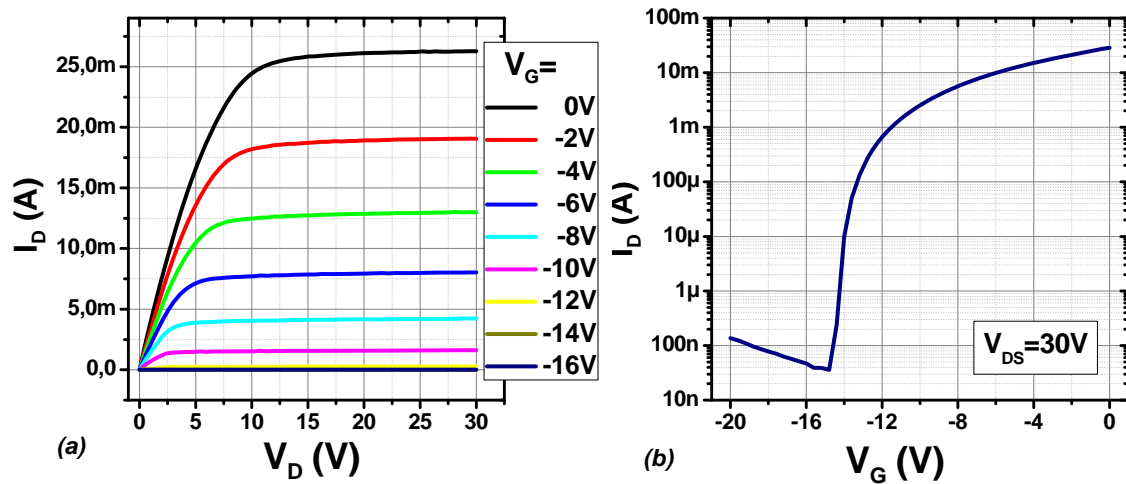 25,0m
20,0m
15,0m
10,0m
5,0m
0,0
I_D (A)
0 5 10 15 20 25 30
V_D (V)
(a)
V_G=
0V
-2V
-4V
-6V
-8V
-10V
-12V
-14V
-16V
100m
10m
1m
100µ
10µ
1µ
100n
10n
I_D (A)
V_DS=30V
-20 -16 -12 -8 -4 0
V_G (V)
(b)